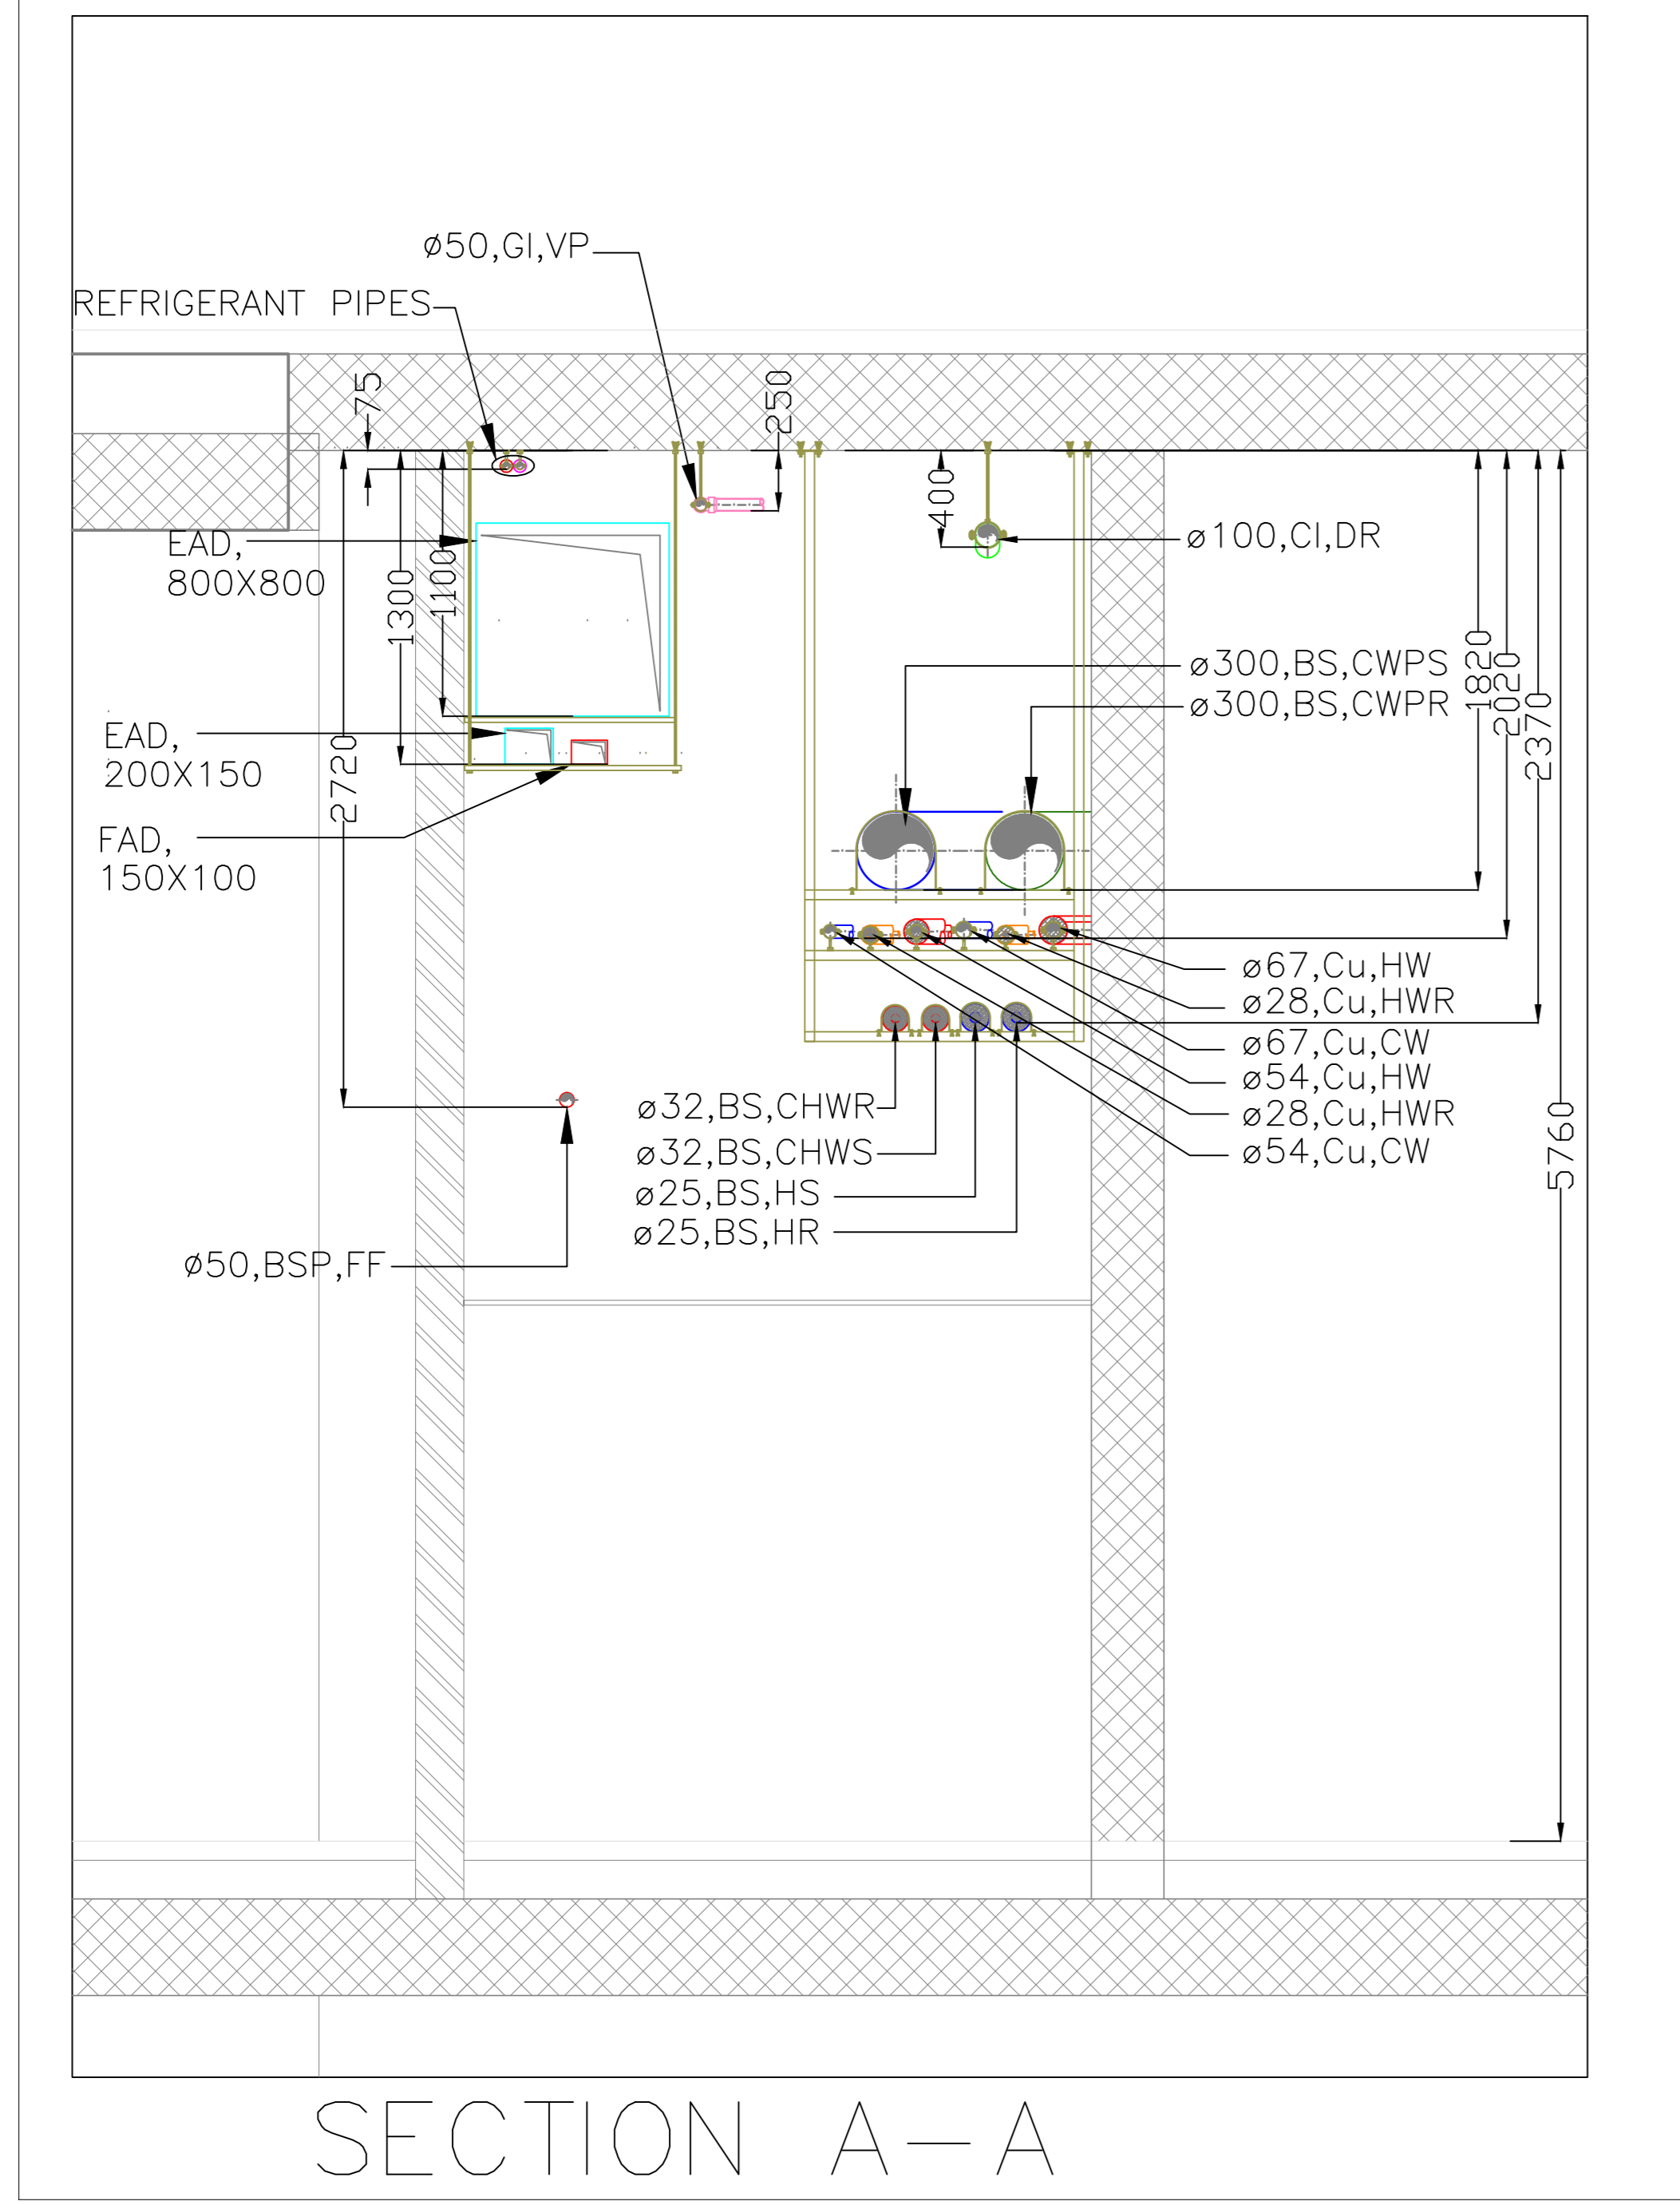 ø50,GI,VP
REFRIGERANT PIPES
75
250
400
ø100,CI,DR
EAD,
800X800
1300
1100
ø300,BS,CWPS
ø300,BS,CWPR
1820
2020
2370
EAD,
200X150
2720
FAD,
150X100
ø67,Cu,HW
ø28,Cu,HWR
ø67,Cu,CW
ø54,Cu,HW
ø28,Cu,HWR
ø54,Cu,CW
ø32,BS,CHWR
ø32,BS,CHWS
ø25,BS,HS
ø25,BS,HR
5760
ø50,BSP,FF
SECTION A-A